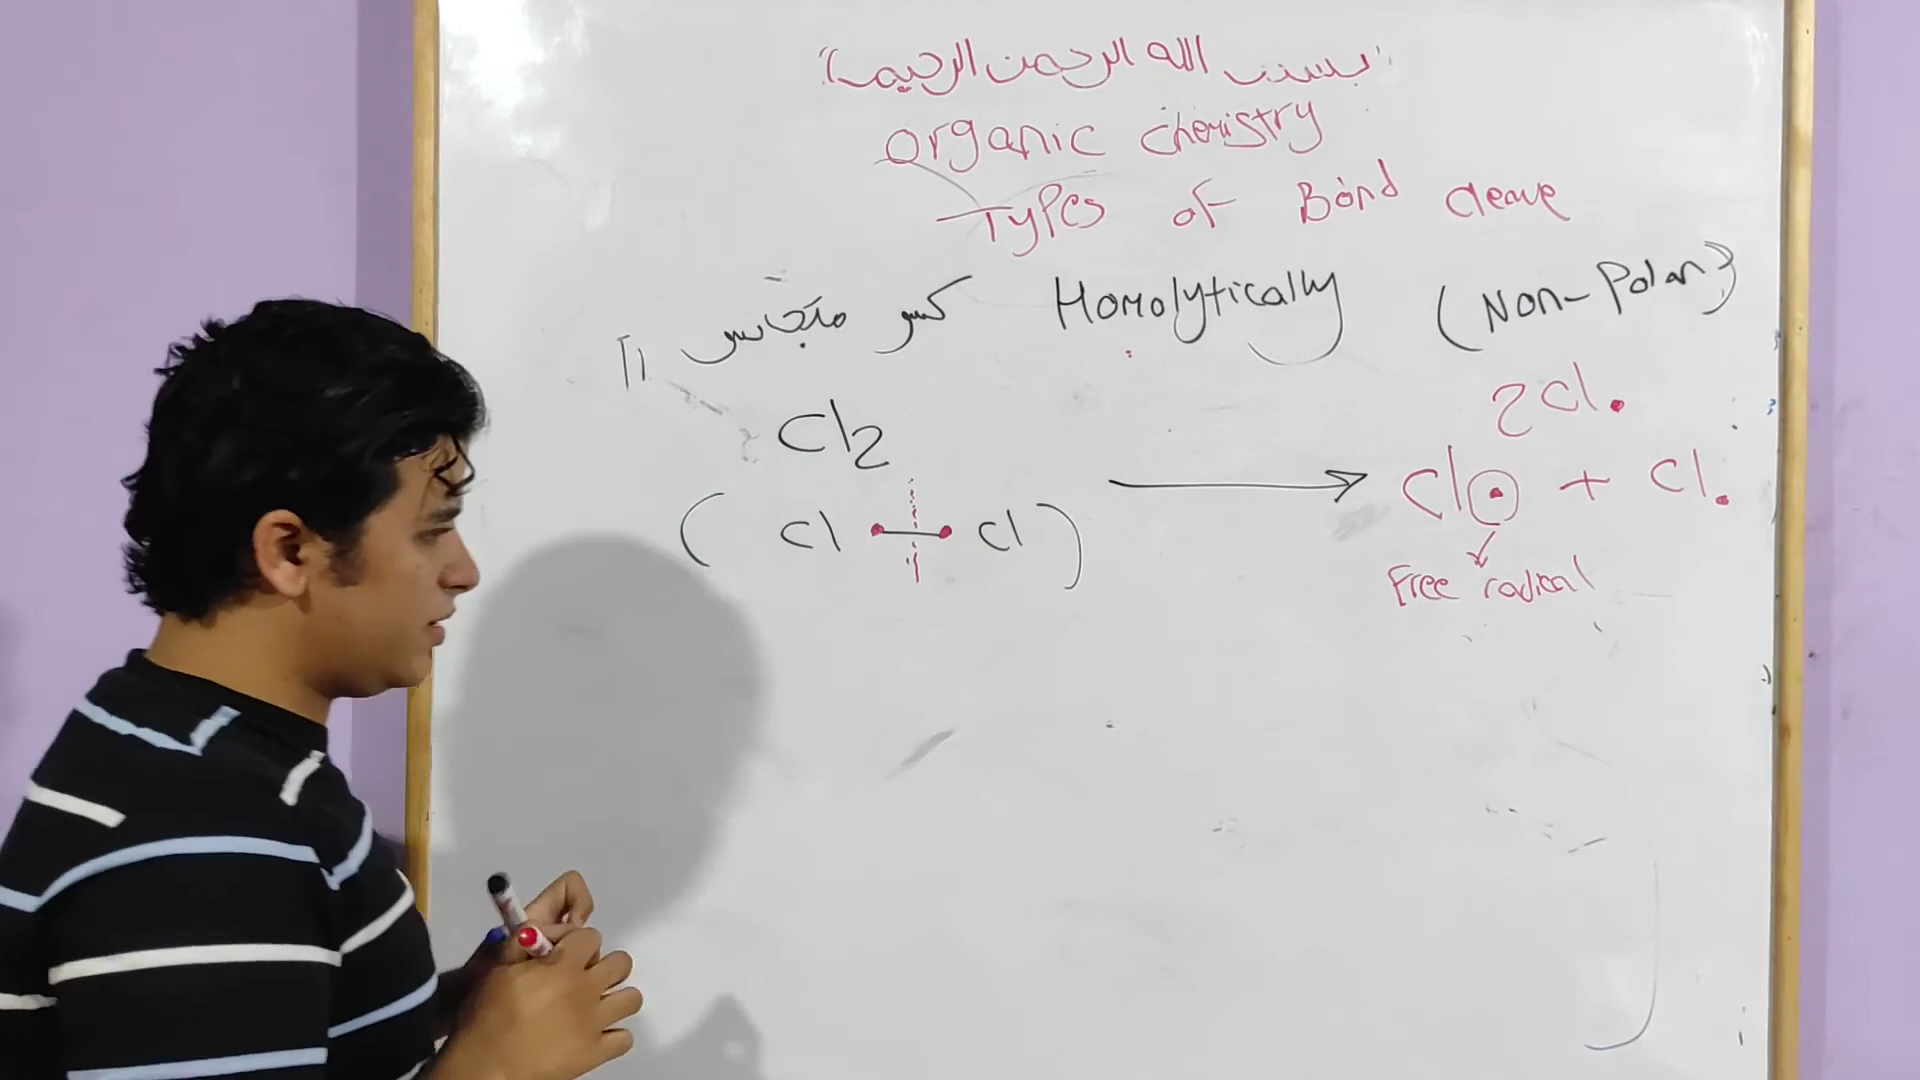 "بسم الله الرحمن الرحيم"
Organic chemistry
Types of Bond cleave
1] كسر متجانس Homolytically (Non-Polar)
Cl2
2Cl.
( Cl — Cl ) → Cl. + Cl.
Free radical